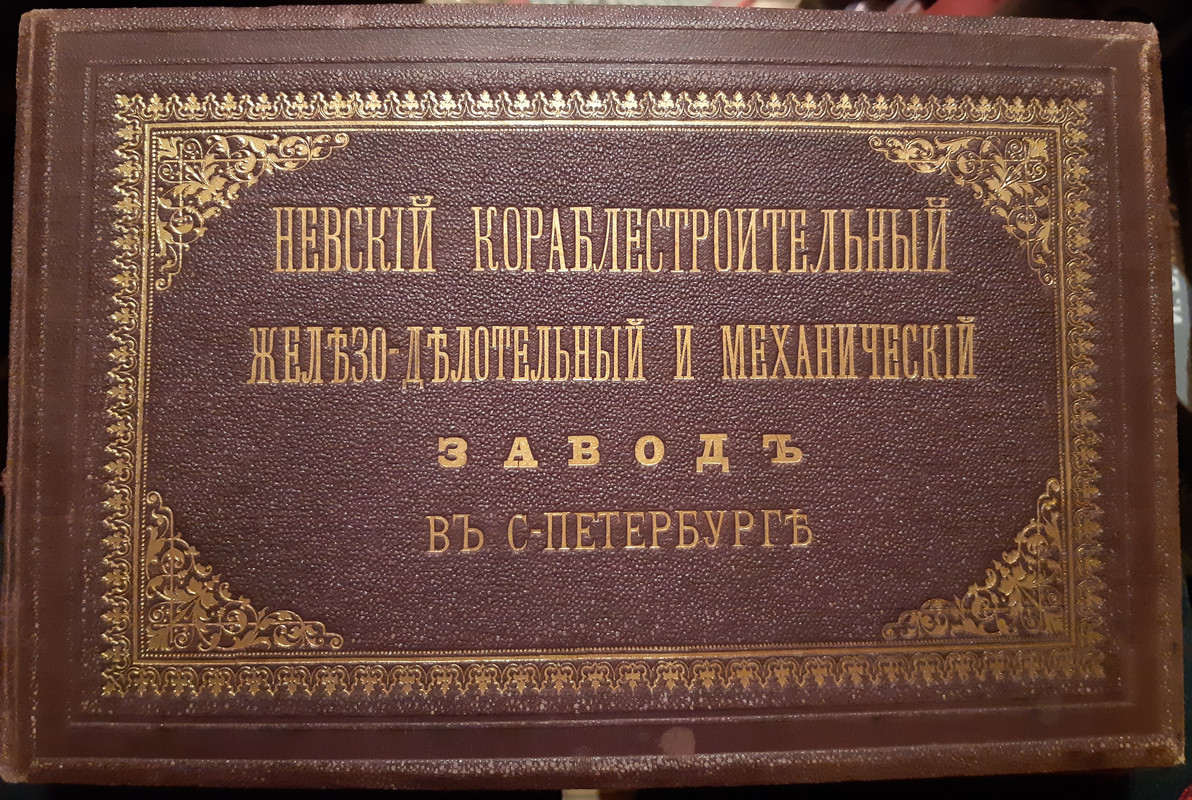 НЕВСКІЙ КОРАБЛЕСТРОИТЕЛЬНЫЙ
ЖЕЛѢЗО-ДѢЛОТЕЛЬНЫЙ И МЕХАНИЧЕСКІЙ
ЗАВОДЪ
ВЪ С-ПЕТЕРБУРГѢ